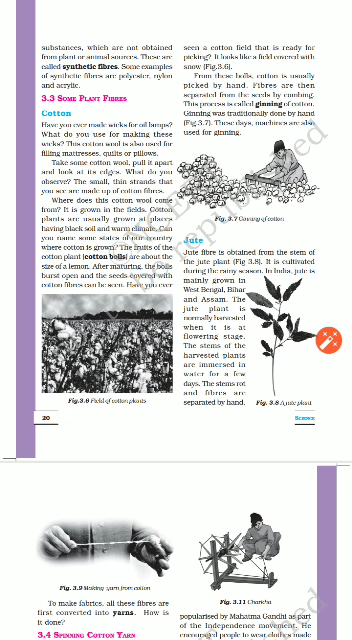 substances, which are not obtained
from plant or animal sources. These
are called synthetic fibres. Some examples
of synthetic fibres are polyester, nylon
and acrylic.
3.3 SOME PLANT FIBRES
Cotton
Have you ever made wicks for oil lamps?
What do you use for making these
wicks? This cotton wool is also used for
filling mattresses, quilts or pillows.
Take some cotton wool, pull it apart
and look at its edges. What do you
observe? The small, thin strands that
you see are made up of cotton fibres.
Where does this cotton wool come
from? It is grown in the fields. Cotton
plants are usually grown at places
having black soil and warm climate. Can
you name some states of our country
where cotton is grown? The fruits of the
cotton plant (cotton bolls) are about the
size of a lemon. After maturing, the bolls
burst open and the seeds covered with
cotton fibres can be seen. Have you ever
Fig.3.6 Field of cotton plants
20
seen a cotton field that is ready for
picking? It looks like a field covered with
snow (Fig.3.6).
From these bolls, cotton is usually
picked by hand. Fibres are then
separated from the seeds by combing.
This process is called ginning of cotton.
Ginning was traditionally done by hand
(Fig.3.7). These days, machines are also
used for ginning.
Fig. 3.7 Ginning of cotton
Jute
Jute fibre is obtained from the stem of
the jute plant (Fig 3.8). It is cultivated
during the rainy season. In India, jute is
mainly grown in
West Bengal, Bihar
and Assam. The
jute plant is
normally harvested
when it is at
flowering stage.
The stems of the
harvested plants
are immersed in
water for a few
days. The stems rot
and fibres are
separated by hand.
Fig. 3.8 A jute plant
SCIENCE
Fig. 3.9 Making yarn from cotton
To make fabrics, all these fibres are
first converted into yarns. How is
it done?
3.4 SPINNING COTTON YARN
Fig. 3.11 Charkha
popularised by Mahatma Gandhi as part
of the Independence movement. He
encouraged people to wear clothes made